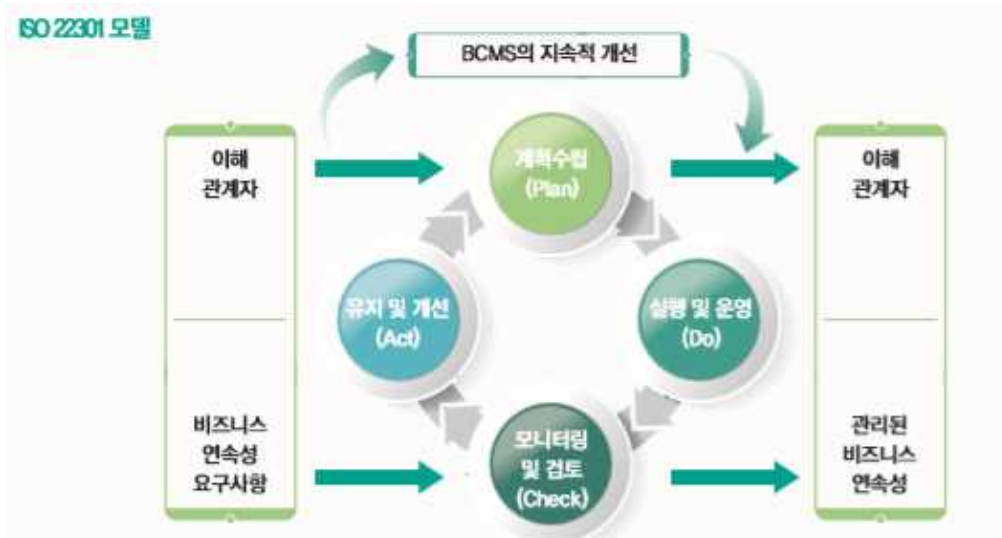 ISO 22301 모델
BCMS의 지속적 개선
이해
관계자
비즈니스
연속성
요구사항
계획수립
(Plan)
유지 및 개선
(Act)
실행 및 운영
(Do)
모니터링
및 검토
(Check)
이해
관계자
관리된
비즈니스
연속성